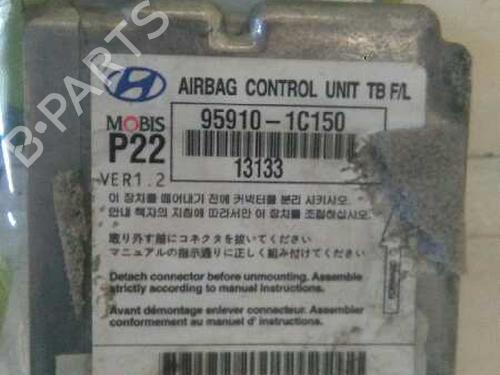 AIRBAG CONTROL UNIT TB F/L
MOBIS
95910-1C150
P22
13133
VER1.2
이 장치를 떼어내기 전에 커넥터를 분리 시키시오.
안내 책자의 지침에 따라서만 이 장치를 조립하십시오.
取り外す前にコネクタを抜いてください
マニュアルの指示通りに正しく組み付けてください
Detach connector before unmounting. Assemble
strictly according to manual instructions.
Avant démontage enlever connecteur. Assembler
conformement au manuel d'instructions.
B-PARTS